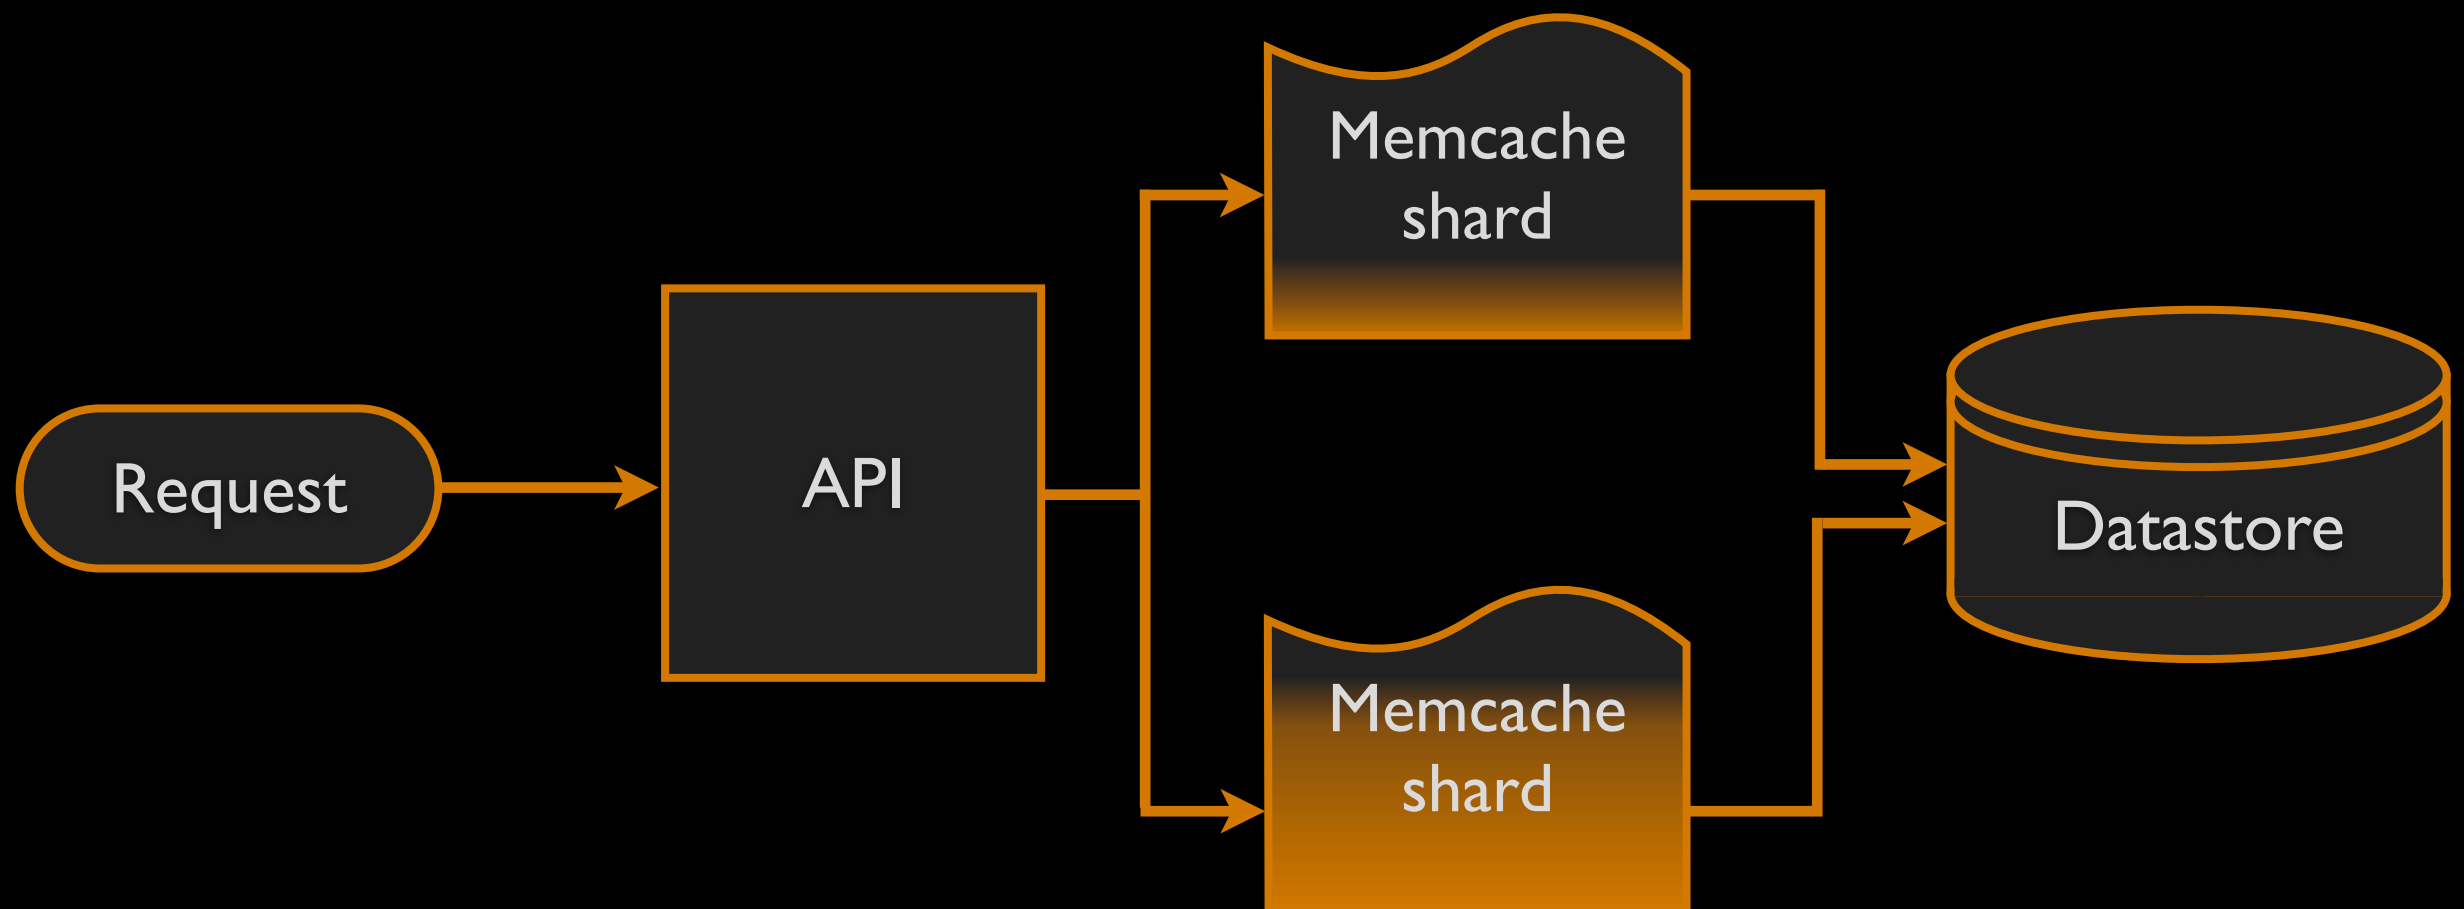 Request
API
Memcache
shard
Memcache
shard
Datastore